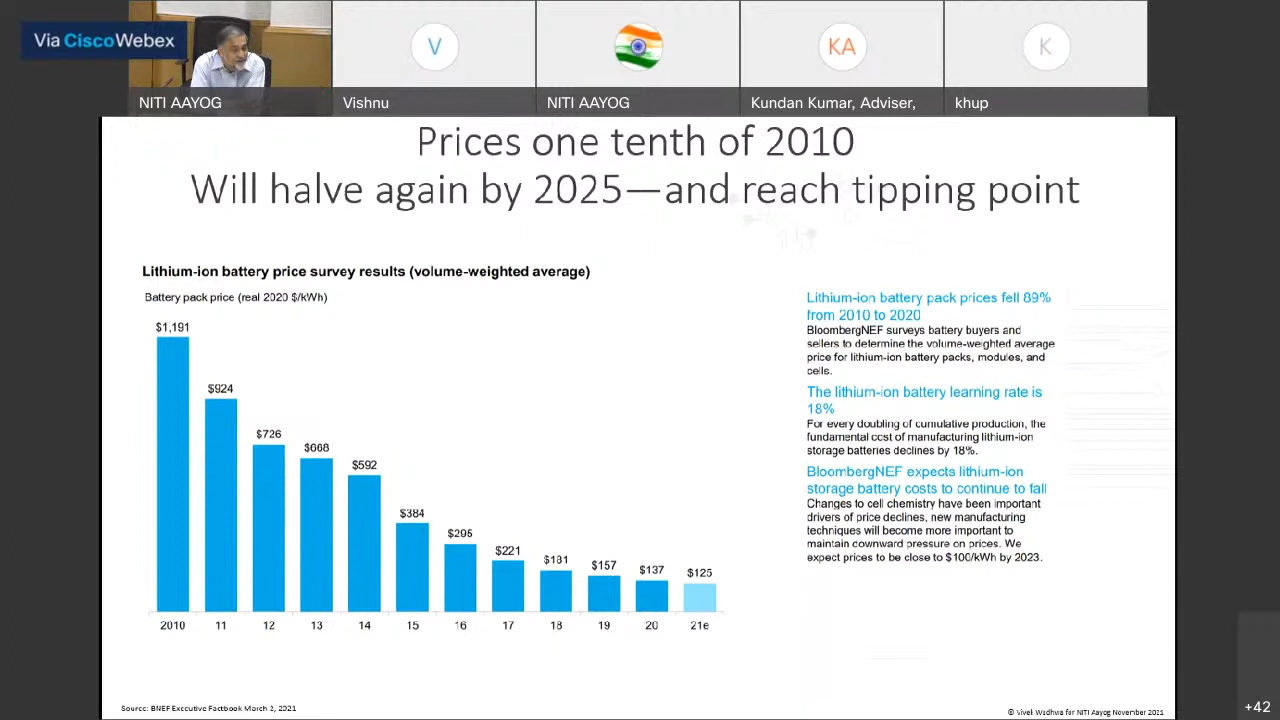 Via CiscoWebex
NITI AAYOG
V
Vishnu
NITI AAYOG
KA
Kundan Kumar, Adviser,
K
khup
Prices one tenth of 2010
Will halve again by 2025—and reach tipping point
Lithium-ion battery price survey results (volume-weighted average)
Battery pack price (real 2020 $/kWh)
$1,191
$924
$726
$668
$592
$384
$295
$221
$181
$157
$137
$125
2010 11 12 13 14 15 16 17 18 19 20 21e
Lithium-ion battery pack prices fell 89%
from 2010 to 2020
BloombergNEF surveys battery buyers and
sellers to determine the volume-weighted average
price for lithium-ion battery packs, modules, and
cells.
The lithium-ion battery learning rate is
18%
For every doubling of cumulative production, the
fundamental cost of manufacturing lithium-ion
storage batteries declines by 18%.
BloombergNEF expects lithium-ion
storage battery costs to continue to fall
Changes to cell chemistry have been important
drivers of price declines, new manufacturing
techniques will become more important to
maintain downward pressure on prices. We
expect prices to be close to $100/kWh by 2023.
Source: BNEF Executive Factbook March 2, 2021
© Vivek Wadhwa for NITI Aayog November 2021
+42